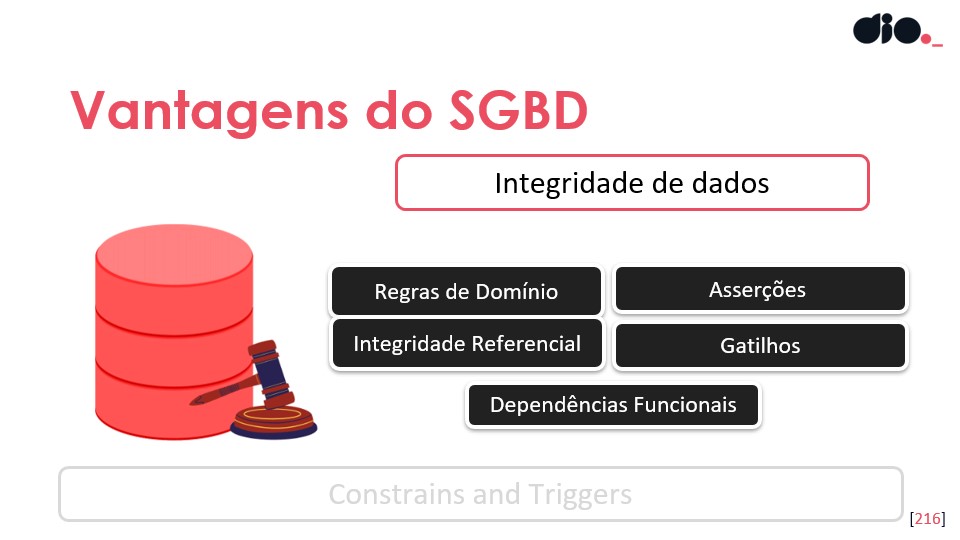 dio._
Vantagens do SGBD
Integridade de dados
Regras de Domínio
Asserções
Integridade Referencial
Gatilhos
Dependências Funcionais
Constrains and Triggers
[216]